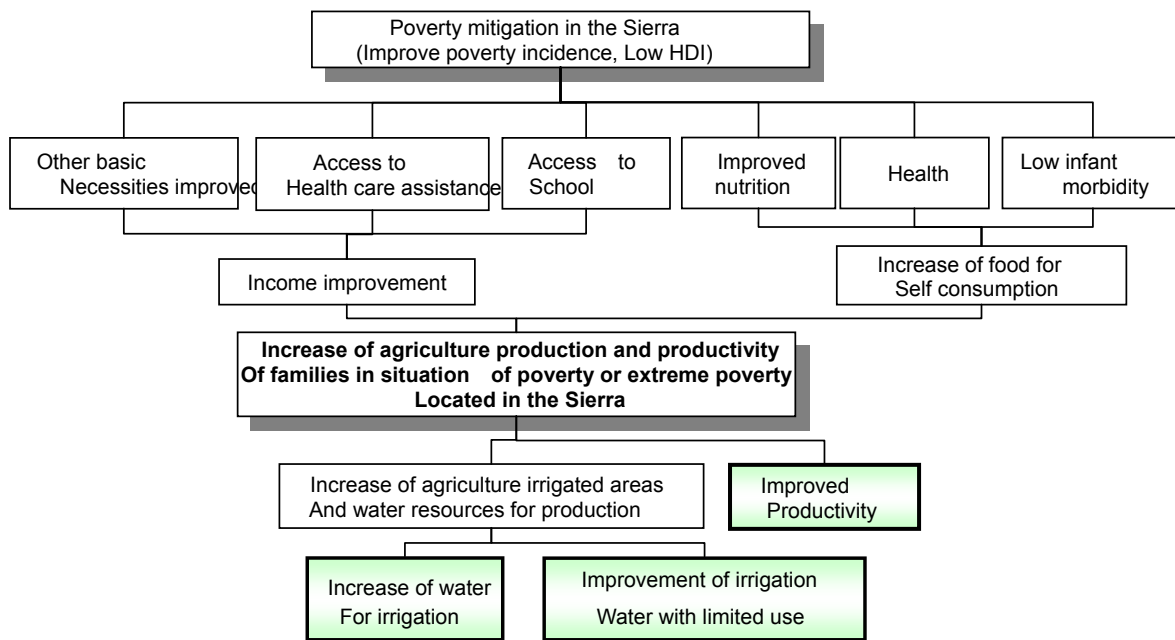 Poverty mitigation in the Sierra
(Improve poverty incidence, Low HDI)
Other basic
Necessities improved
Access to
Health care assistance
Access to
School
Improved
nutrition
Health
Low infant
morbidity
Income improvement
Increase of food for
Self consumption
Increase of agriculture production and productivity
Of families in situation of poverty or extreme poverty
Located in the Sierra
Increase of agriculture irrigated areas
And water resources for production
Improved
Productivity
Increase of water
For irrigation
Improvement of irrigation
Water with limited use